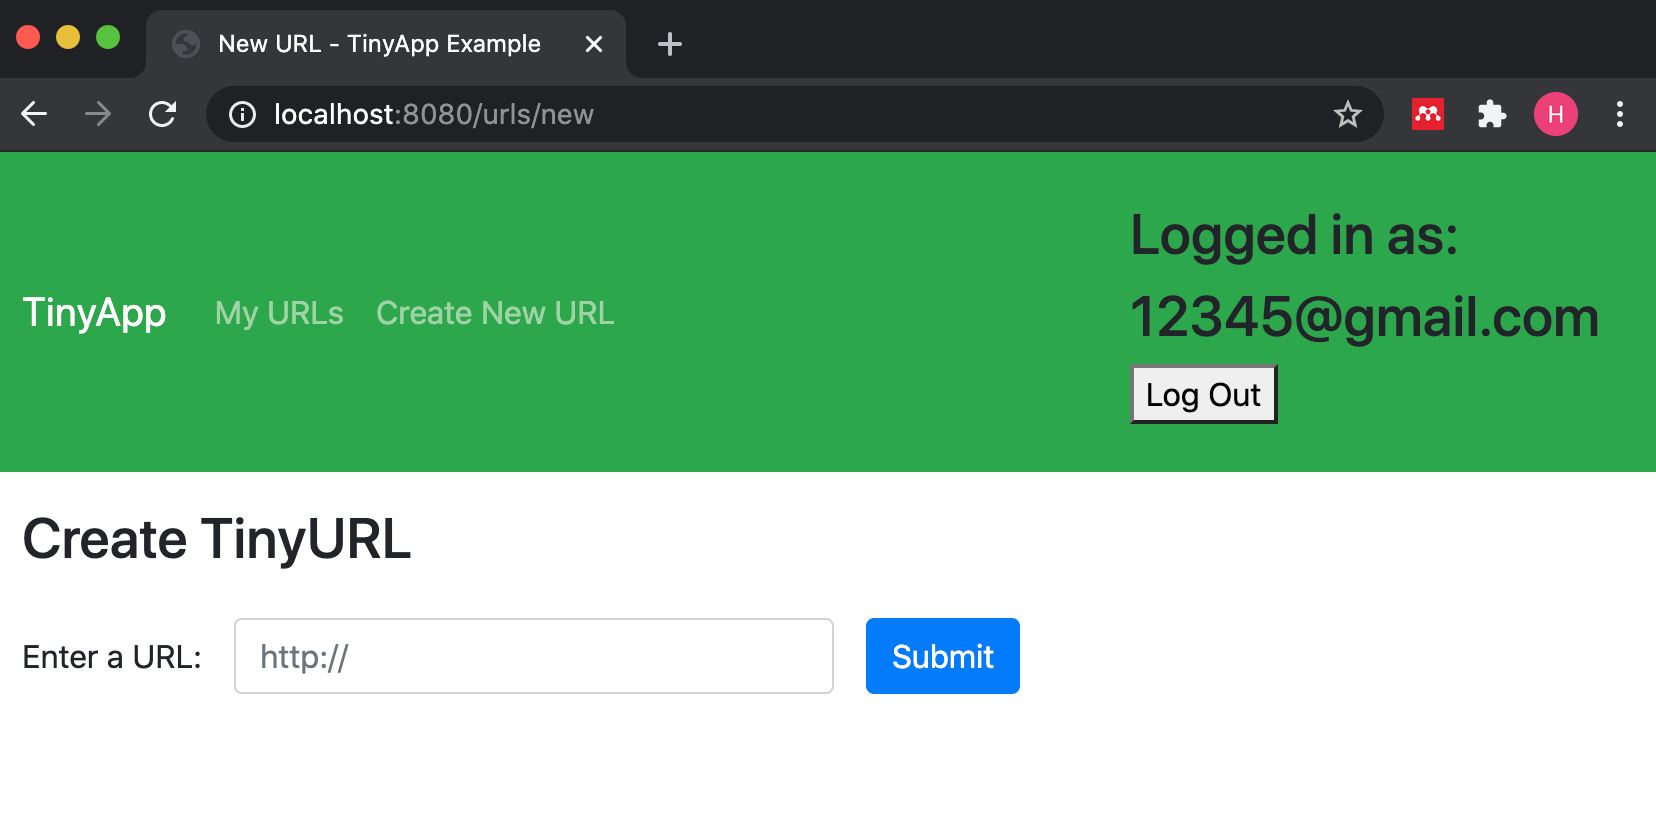 New URL - TinyApp Example
localhost:8080/urls/new
H
TinyApp
My URLs
Create New URL
Logged in as:
12345@gmail.com
Log Out
Create TinyURL
Enter a URL:
http://
Submit